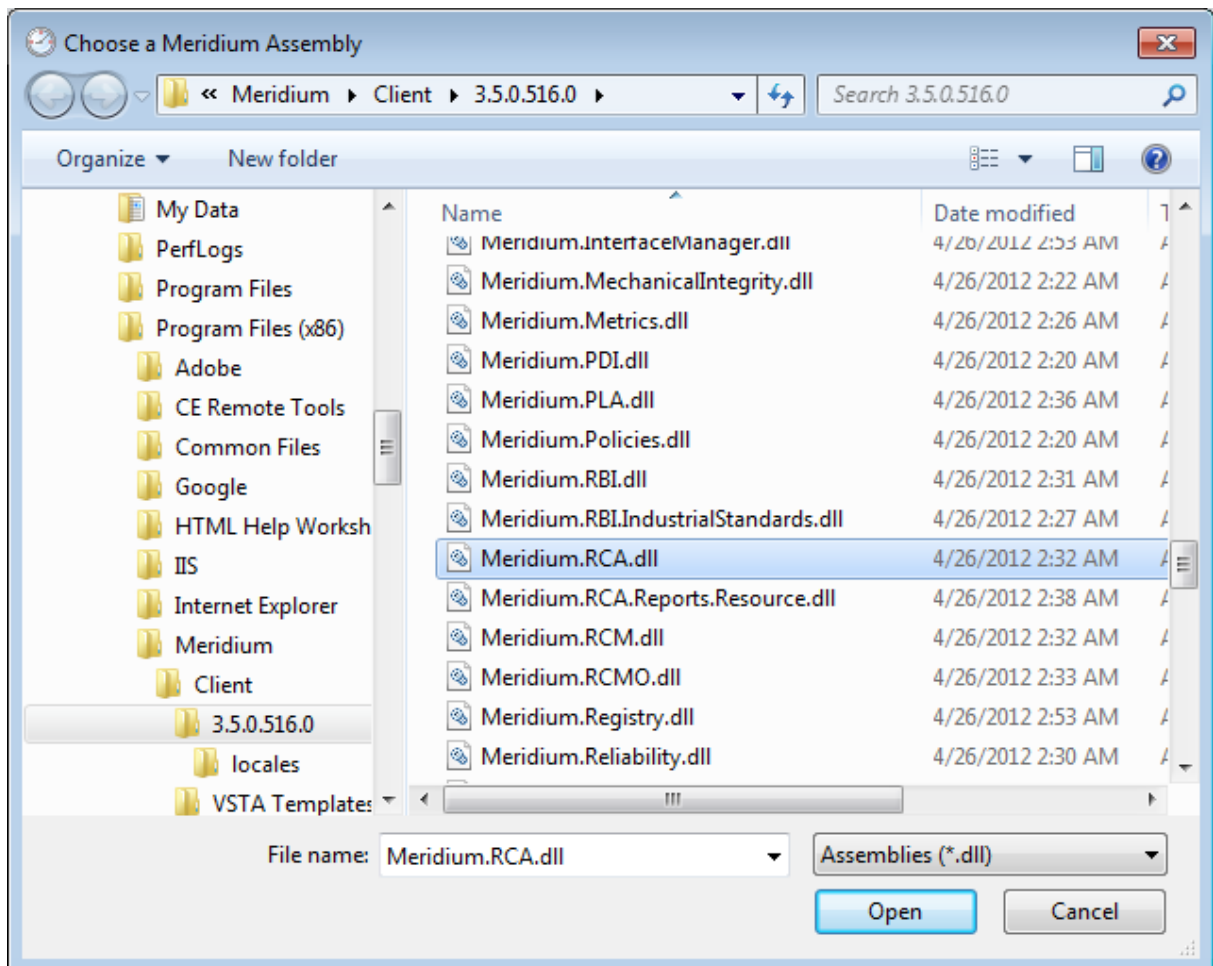 Choose a Meridium Assembly
« Meridium Client 3.5.0.516.0 Search 3.5.0.516.0
Organize New folder
My Data
PerfLogs
Program Files
Program Files (x86)
Adobe
CE Remote Tools
Common Files
Google
HTML Help Worksh
IIS
Internet Explorer
Meridium
Client
3.5.0.516.0
locales
VSTA Templates
Name Date modified
Meridium.InterfaceManager.dll 4/26/2012 2:53 AM
Meridium.MechanicalIntegrity.dll 4/26/2012 2:22 AM
Meridium.Metrics.dll 4/26/2012 2:26 AM
Meridium.PDI.dll 4/26/2012 2:20 AM
Meridium.PLA.dll 4/26/2012 2:36 AM
Meridium.Policies.dll 4/26/2012 2:20 AM
Meridium.RBI.dll 4/26/2012 2:31 AM
Meridium.RBI.IndustrialStandards.dll 4/26/2012 2:27 AM
Meridium.RCA.dll 4/26/2012 2:32 AM
Meridium.RCA.Reports.Resource.dll 4/26/2012 2:38 AM
Meridium.RCM.dll 4/26/2012 2:32 AM
Meridium.RCMO.dll 4/26/2012 2:33 AM
Meridium.Registry.dll 4/26/2012 2:53 AM
Meridium.Reliability.dll 4/26/2012 2:30 AM
File name: Meridium.RCA.dll Assemblies (*.dll)
Open Cancel